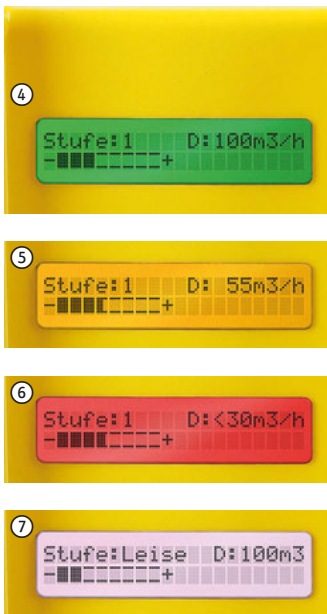 ④
Stufe:1 D:100m3/h
- +
⑤
Stufe:1 D: 55m3/h
- +
⑥
Stufe:1 D:<30m3/h
- +
⑦
Stufe:Leise D:100m3
- +